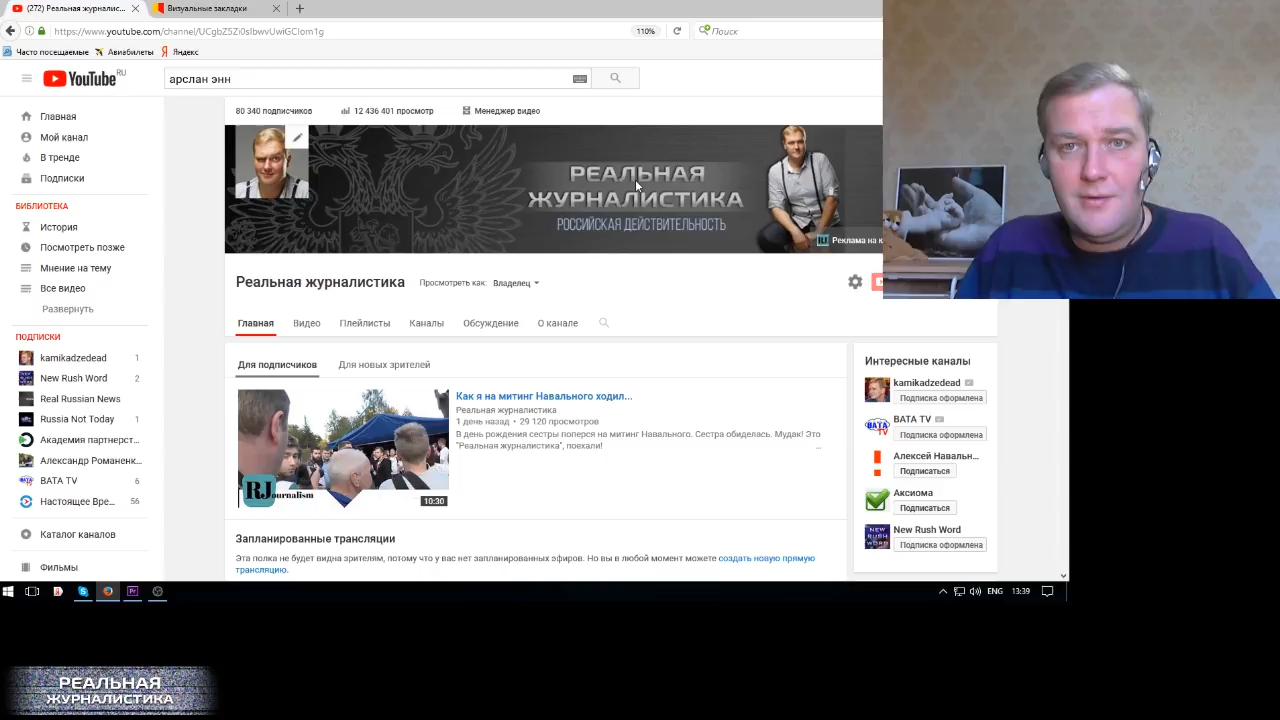 (272) Реальная журналис...
Визуальные закладки
https://www.youtube.com/channel/UCgbZ5Zi0sIbwvUwiGCIom1g
110%
Поиск
Часто посещаемые
Авиабилеты
Яндекс
YouTube RU
арслан энн
80 340 подписчиков
12 436 401 просмотр
Менеджер видео
Главная
Мой канал
В тренде
Подписки
БИБЛИОТЕКА
История
Посмотреть позже
Мнение на тему
Все видео
Развернуть
ПОДПИСКИ
kamikadzedead 1
New Rush Word 2
Real Russian News
Russia Not Today 1
Академия партнерст...
Александр Романенк...
BATA TV 6
Настоящее Вре... 56
Каталог каналов
Фильмы
РЕАЛЬНАЯ
ЖУРНАЛИСТИКА
РОССИЙСКАЯ ДЕЙСТВИТЕЛЬНОСТЬ
RJ Реклама на к
Реальная журналистика
Просмотреть как: Владелец
Главная
Видео
Плейлисты
Каналы
Обсуждение
О канале
Для подписчиков
Для новых зрителей
RJournalism
10:30
Как я на митинг Навального ходил...
Реальная журналистика
1 день назад • 29 120 просмотров
В день рождения сестры поперся на митинг Навального. Сестра обиделась. Мудак! Это
"Реальная журналистика", поехали!
...
Запланированные трансляции
Эта полка не будет видна зрителям, потому что у вас нет запланированных эфиров. Но вы в любой момент можете создать новую прямую
трансляцию.
Интересные каналы
kamikadzedead
Подписка оформлена
BATA TV
BATA TV
Подписка оформлена
Алексей Навальн...
Подписаться
Аксиома
Подписаться
NEW RUSH WORD
New Rush Word
Подписка оформлена
ENG
13:39
РЕАЛЬНАЯ
ЖУРНАЛИСТИКА